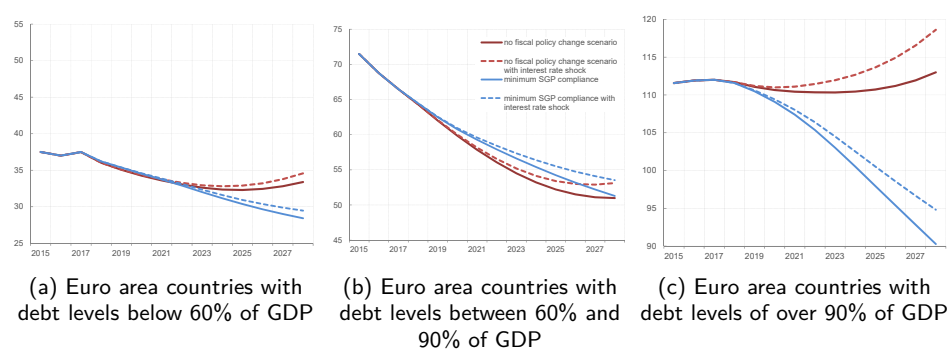 55
50
45
40
35
30
25
2015 2017 2019 2021 2023 2025 2027
(a) Euro area countries with
debt levels below 60% of GDP
75
70
65
60
55
50
45
no fiscal policy change scenario
no fiscal policy change scenario
with interest rate shock
minimum SGP compliance
minimum SGP compliance with
interest rate shock
2015 2017 2019 2021 2023 2025 2027
(b) Euro area countries with
debt levels between 60% and
90% of GDP
120
115
110
105
100
95
90
2015 2017 2019 2021 2023 2025 2027
(c) Euro area countries with
debt levels of over 90% of GDP